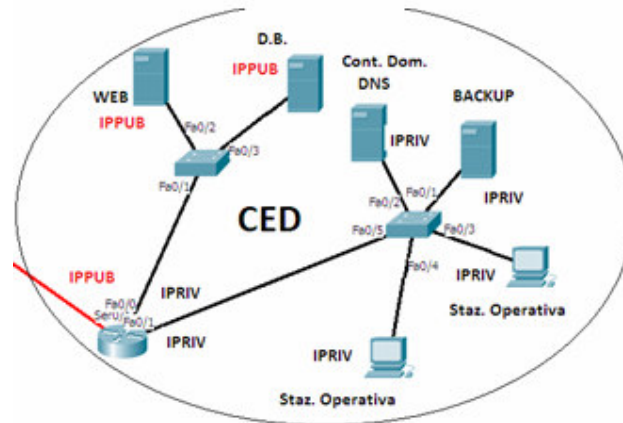 D.B.
IPPUB
WEB
IPPUB
Cont. Dom.
DNS
BACKUP
IPRIV
IPRIV
Fa0/2
Fa0/3
Fa0/1
CED
Fa0/2
Fa0/1
Fa0/5
Fa0/3
Fa0/4
IPRIV
Staz. Operativa
IPPUB
IPRIV
Fa0/0
Fa0/1
IPRIV
IPRIV
Staz. Operativa